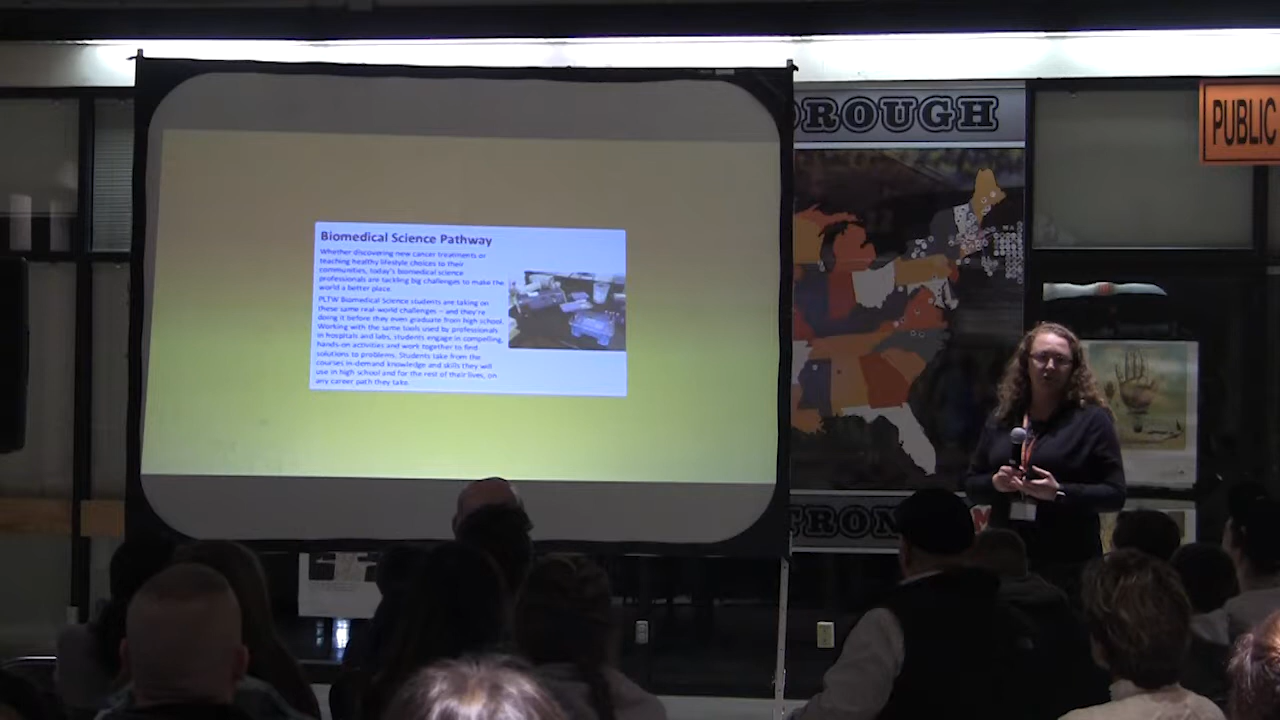 OROUGH
PUBLIC
Biomedical Science Pathway
Whether discovering new cancer treatments or
teaching healthy lifestyle choices to their
communities, today's biomedical science
professionals are tackling big challenges to make the
world a better place.
PLTW Biomedical Science students are taking on
these same real-world challenges – and they're
doing it before they even graduate from high school.
Working with the same tools used by professionals
in hospitals and labs, students engage in compelling,
hands-on activities and work together to find
solutions to problems. Students take from the
courses in-demand knowledge and skills they will
use in high school and for the rest of their lives, on
any career path they take.
TRON